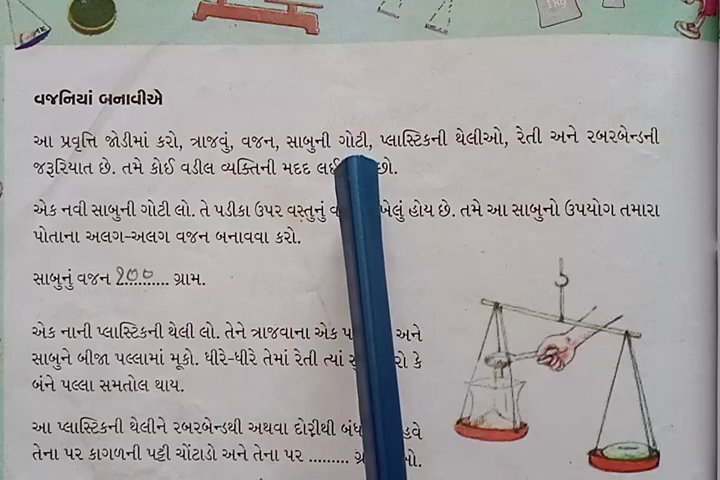 1kg
વજનિયાં બનાવીએ
આ પ્રવૃત્તિ જોડીમાં કરો, ત્રાજવું, વજન, સાબુની ગોટી, પ્લાસ્ટિકની થેલીઓ, રેતી અને રબરબેન્ડની
જરૂરિયાત છે. તમે કોઈ વડીલ વ્યક્તિની મદદ છો.
એક નવી સાબુની ગોટી લો. તે પડીકા ઉપર વસ્તુનું હોય છે. તમે આ સાબુનો ઉપયોગ તમારા
પોતાના અલગ-અલગ વજન બનાવવા કરો.
સાબુનું વજન 200 ગ્રામ.
એક નાની પ્લાસ્ટિકની થેલી લો. તેને ત્રાજવાના એક અને
સાબુને બીજા પલ્લામાં મૂકો. ધીરે-ધીરે તેમાં રેતી ત્યાં કે
બંને પલ્લા સમતોલ થાય.
આ પ્લાસ્ટિકની થેલીને રબરબેન્ડથી અથવા દોરીથી
તેના પર કાગળની પટ્ટી ચોંટાડો અને તેના પર .........